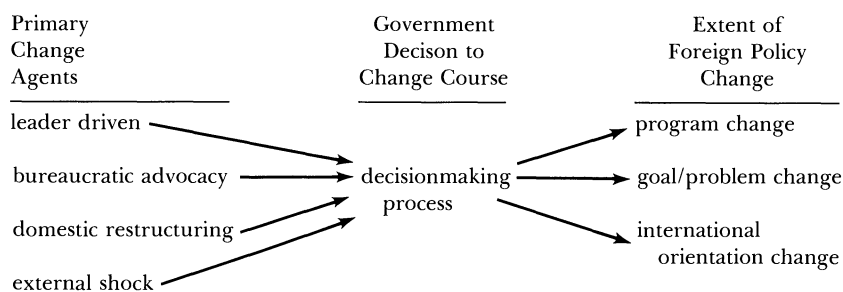 Primary
Change
Agents
Government
Decison to
Change Course
Extent of
Foreign Policy
Change
leader driven
bureaucratic advocacy
domestic restructuring
external shock
decisionmaking
process
program change
goal/problem change
international
orientation change